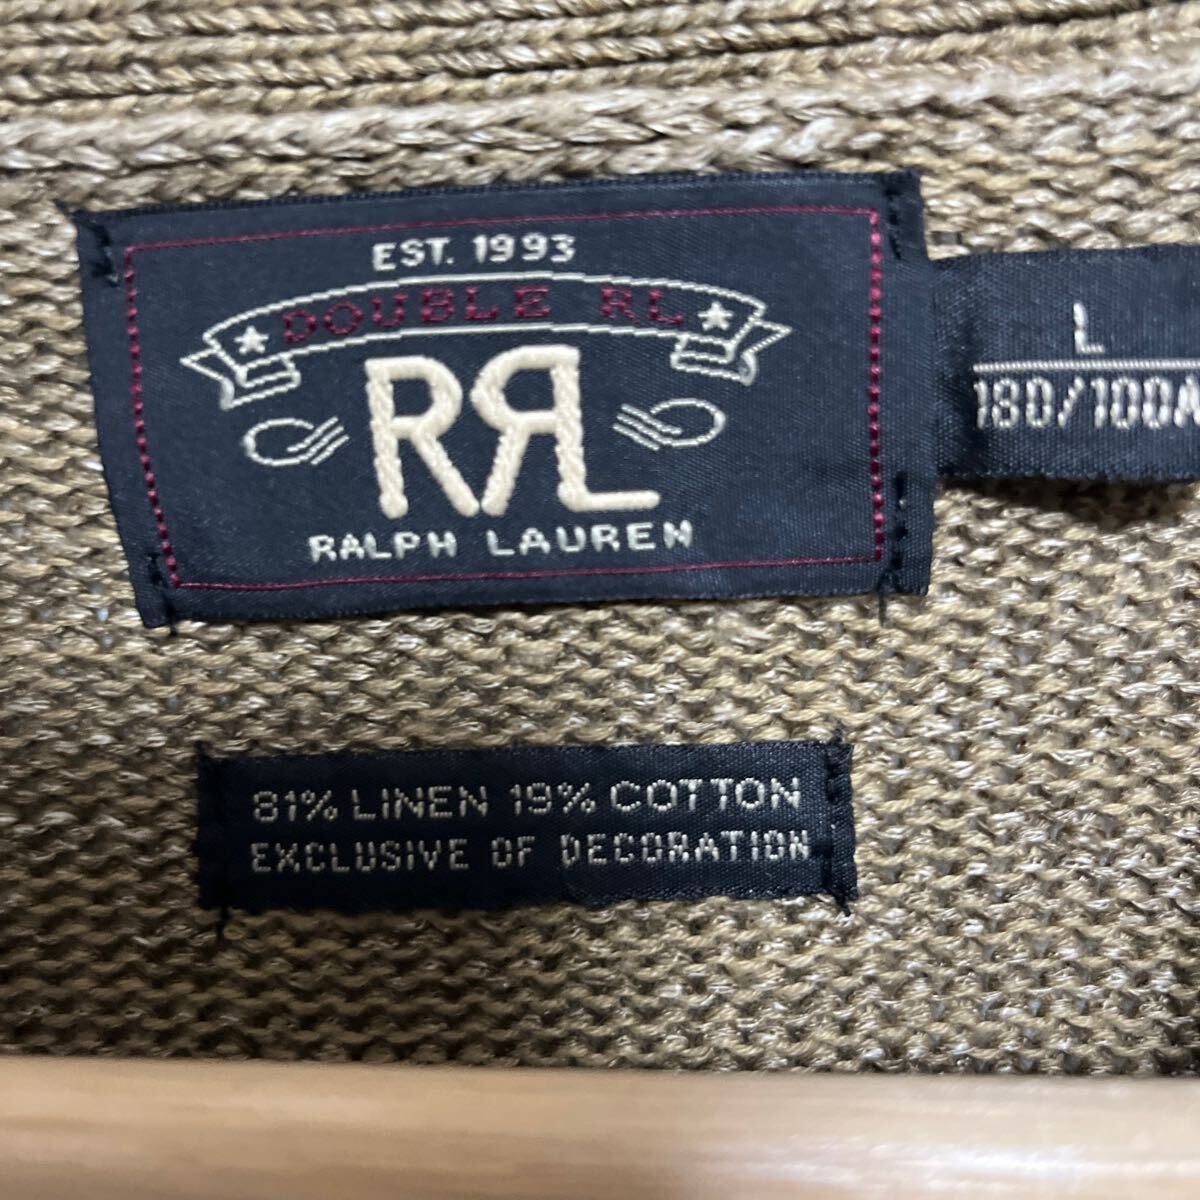 EST. 1993
DOUBLE RL
RRL
RALPH LAUREN
L
180/100A
81% LINEN 19% COTTON
EXCLUSIVE OF DECORATION